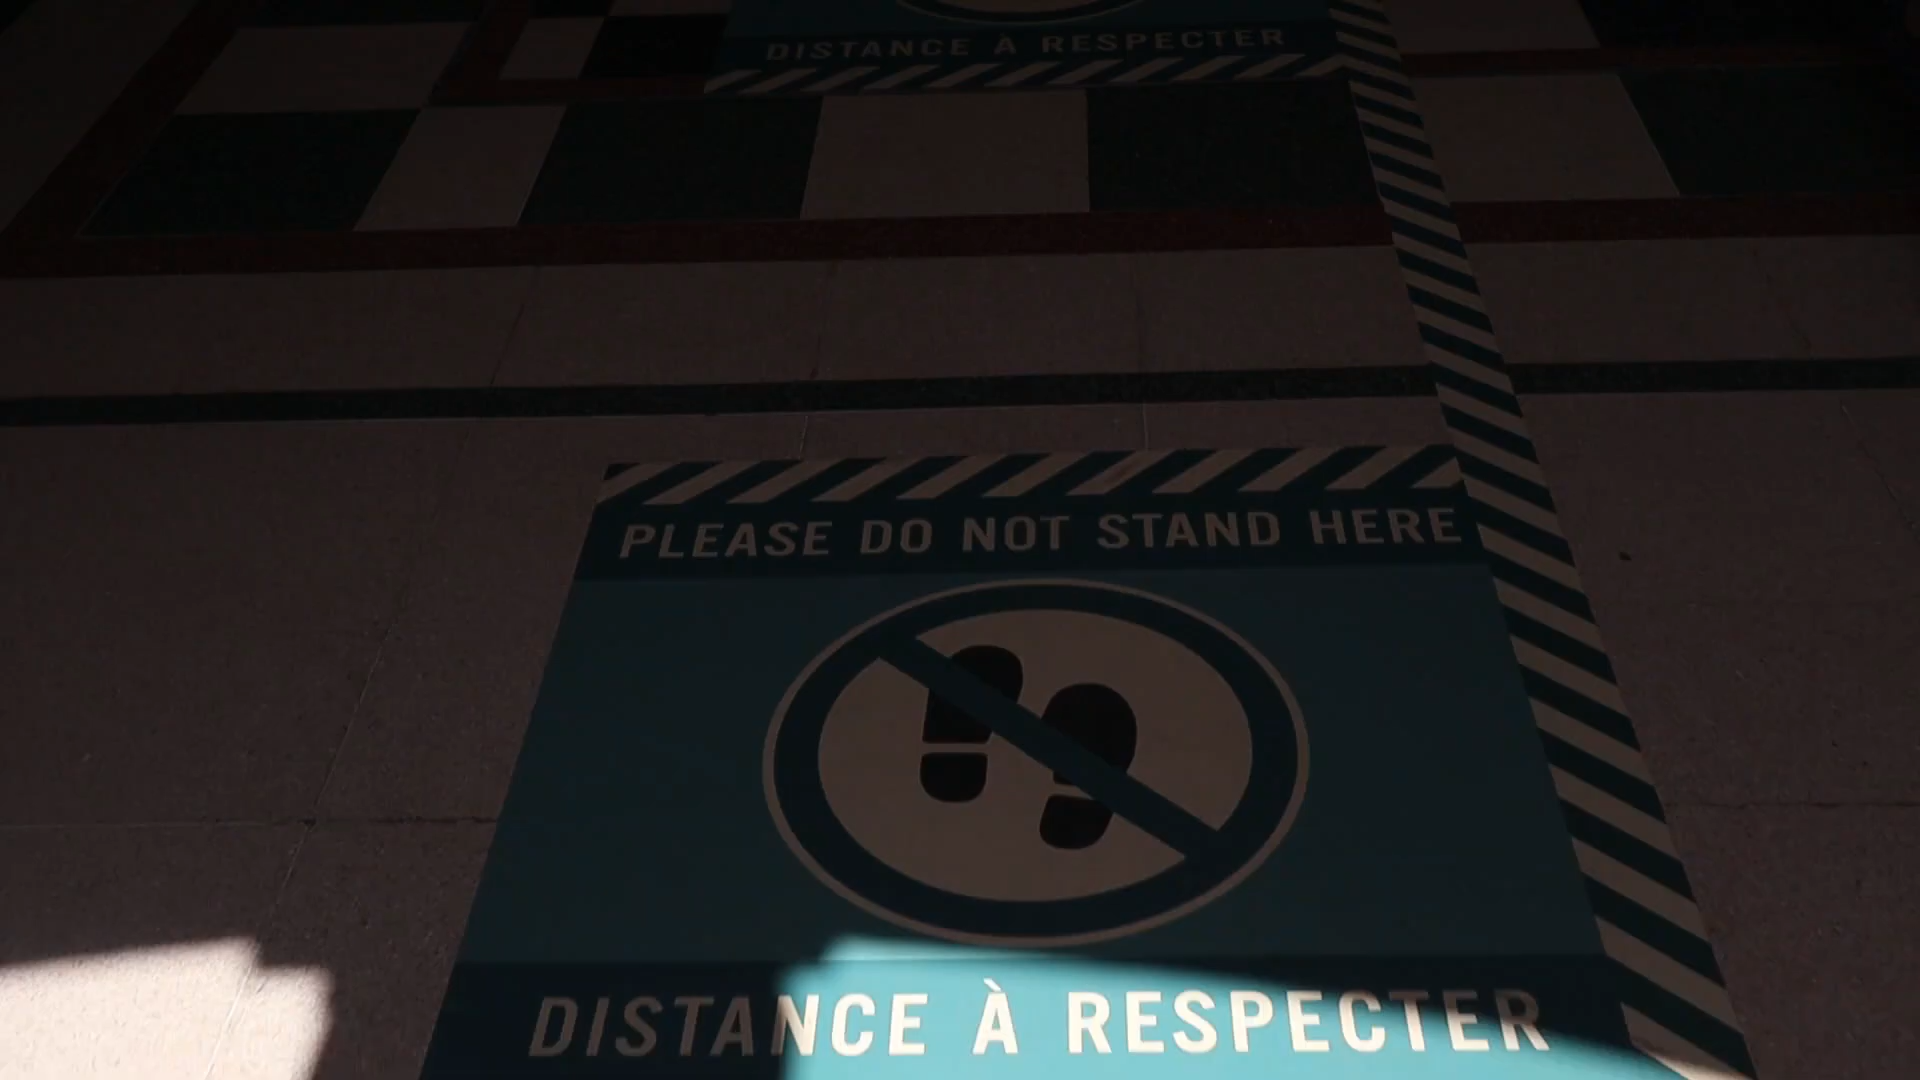 DISTANCE À RESPECTER
PLEASE DO NOT STAND HERE
DISTANCE À RESPECTER